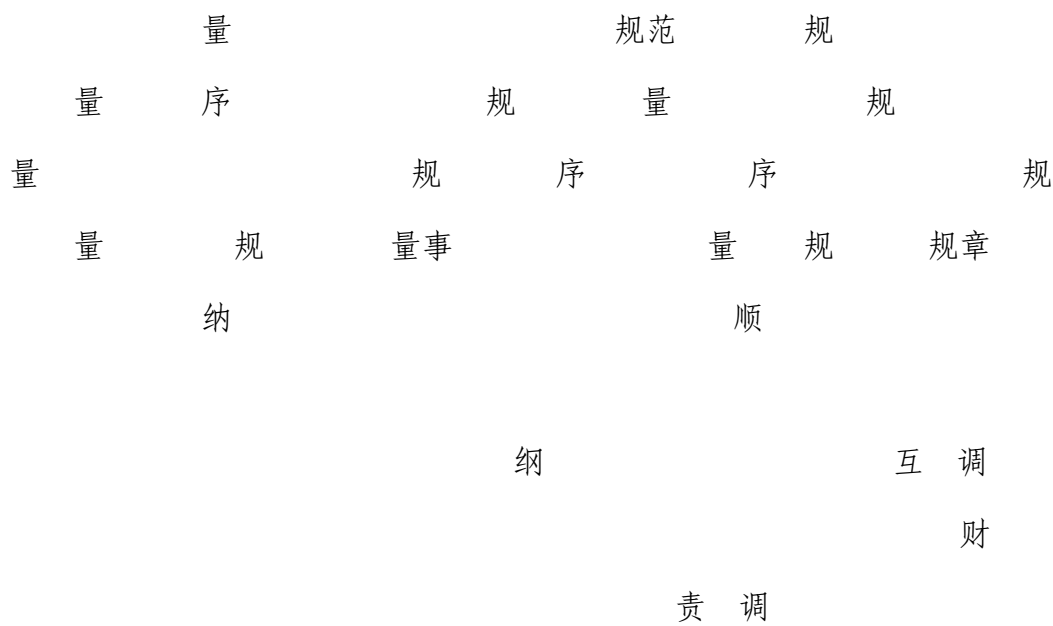 量 规范 规
量 序 规 量 规
量 规 序 序 规
量 规 量事 量 规 规章
纳 顺
纲 互 调
财
责 调